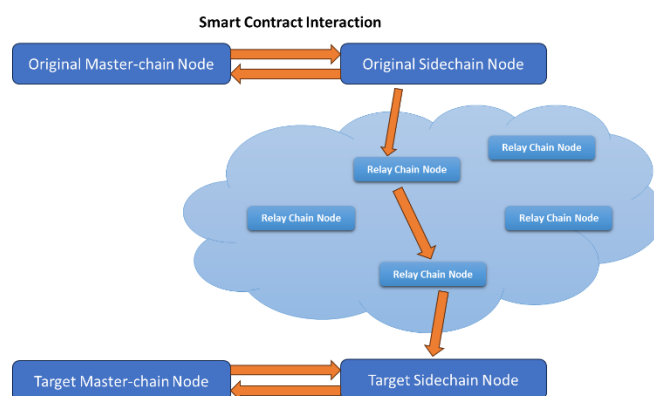 Smart Contract Interaction
Original Master-chain Node
Original Sidechain Node
Relay Chain Node
Relay Chain Node
Relay Chain Node
Relay Chain Node
Relay Chain Node
Target Master-chain Node
Target Sidechain Node